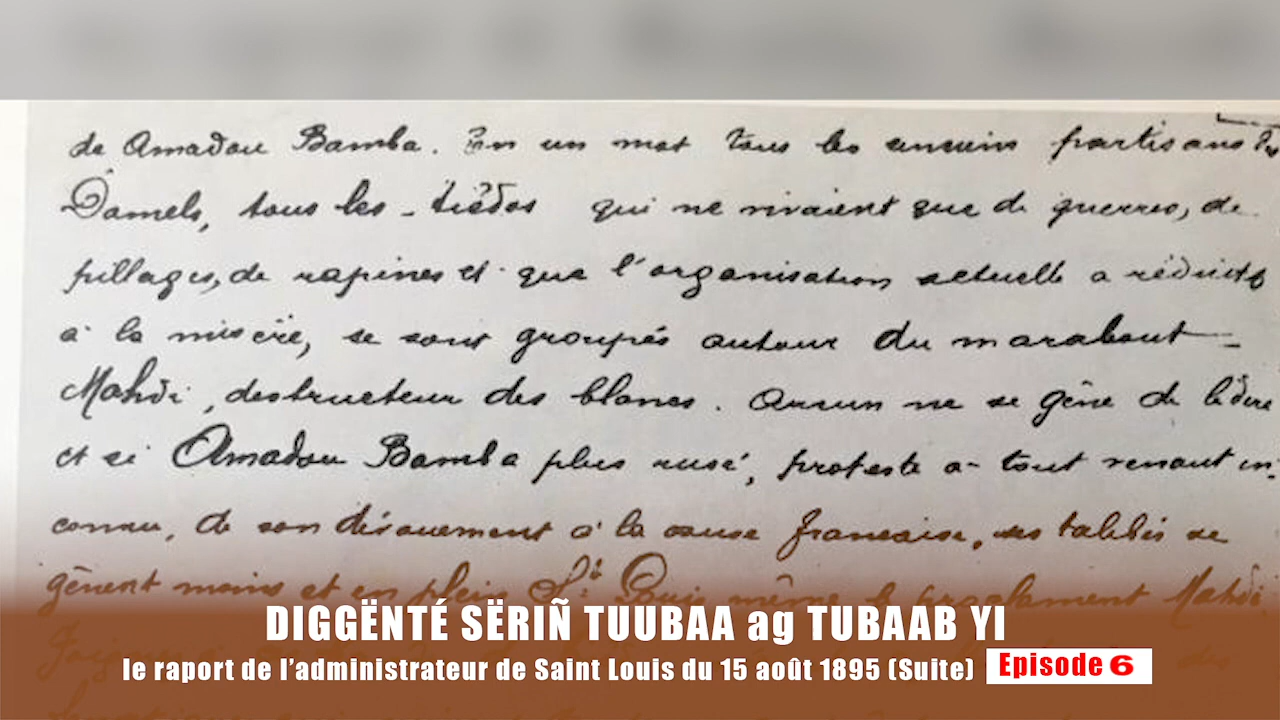 de Amadou Bamba. En un mot tous les anciens partisans des
Damels, tous les tiédos qui ne vivaient que de guerres, de
pillages, de rapines et que l'organisation actuelle a réduits
à la misère, se sont groupés autour du marabout
Mahdi, destructeur des blancs. Aucun ne se gêne de le dire
et si Amadou Bamba plus rusé, proteste à tout venant in-
connu, de son dévouement à la cause française, ses talibés se
gênent moins et en plein St Louis même le proclament Mahdi
DIGGËNTÉ SËRIÑ TUUBAA ag TUBAAB YI
le raport de l'administrateur de Saint Louis du 15 août 1895 (Suite) Episode 6